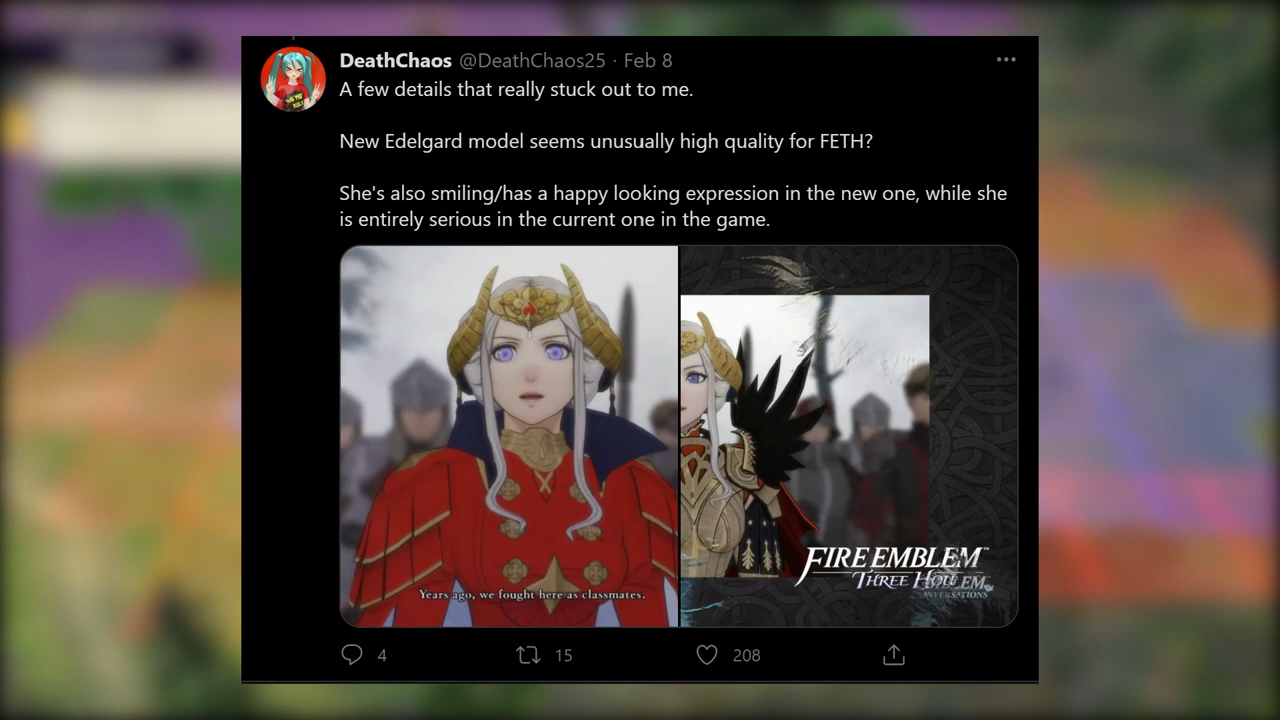 DeathChaos @DeathChaos25 · Feb 8
A few details that really stuck out to me.
New Edelgard model seems unusually high quality for FETH?
She's also smiling/has a happy looking expression in the new one, while she
is entirely serious in the current one in the game.
Years ago, we fought here as classmates.
FIRE EMBLEM™
THREE
4 15 208